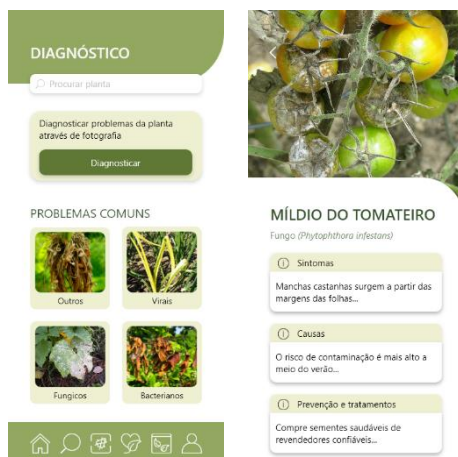 DIAGNÓSTICO
Procurar planta
Diagnosticar problemas da planta
através de fotografia
Diagnosticar
PROBLEMAS COMUNS
Outros
Virais
Fungicos
Bacterianos
MÍLDIO DO TOMATEIRO
Fungo (Phytophthora infestans)
Sintomas
Manchas castanhas surgem a partir das
margens das folhas...
Causas
O risco de contaminação é mais alto a
meio do verão...
Prevenção e tratamentos
Compre sementes saudáveis de
revendedores confiáveis...